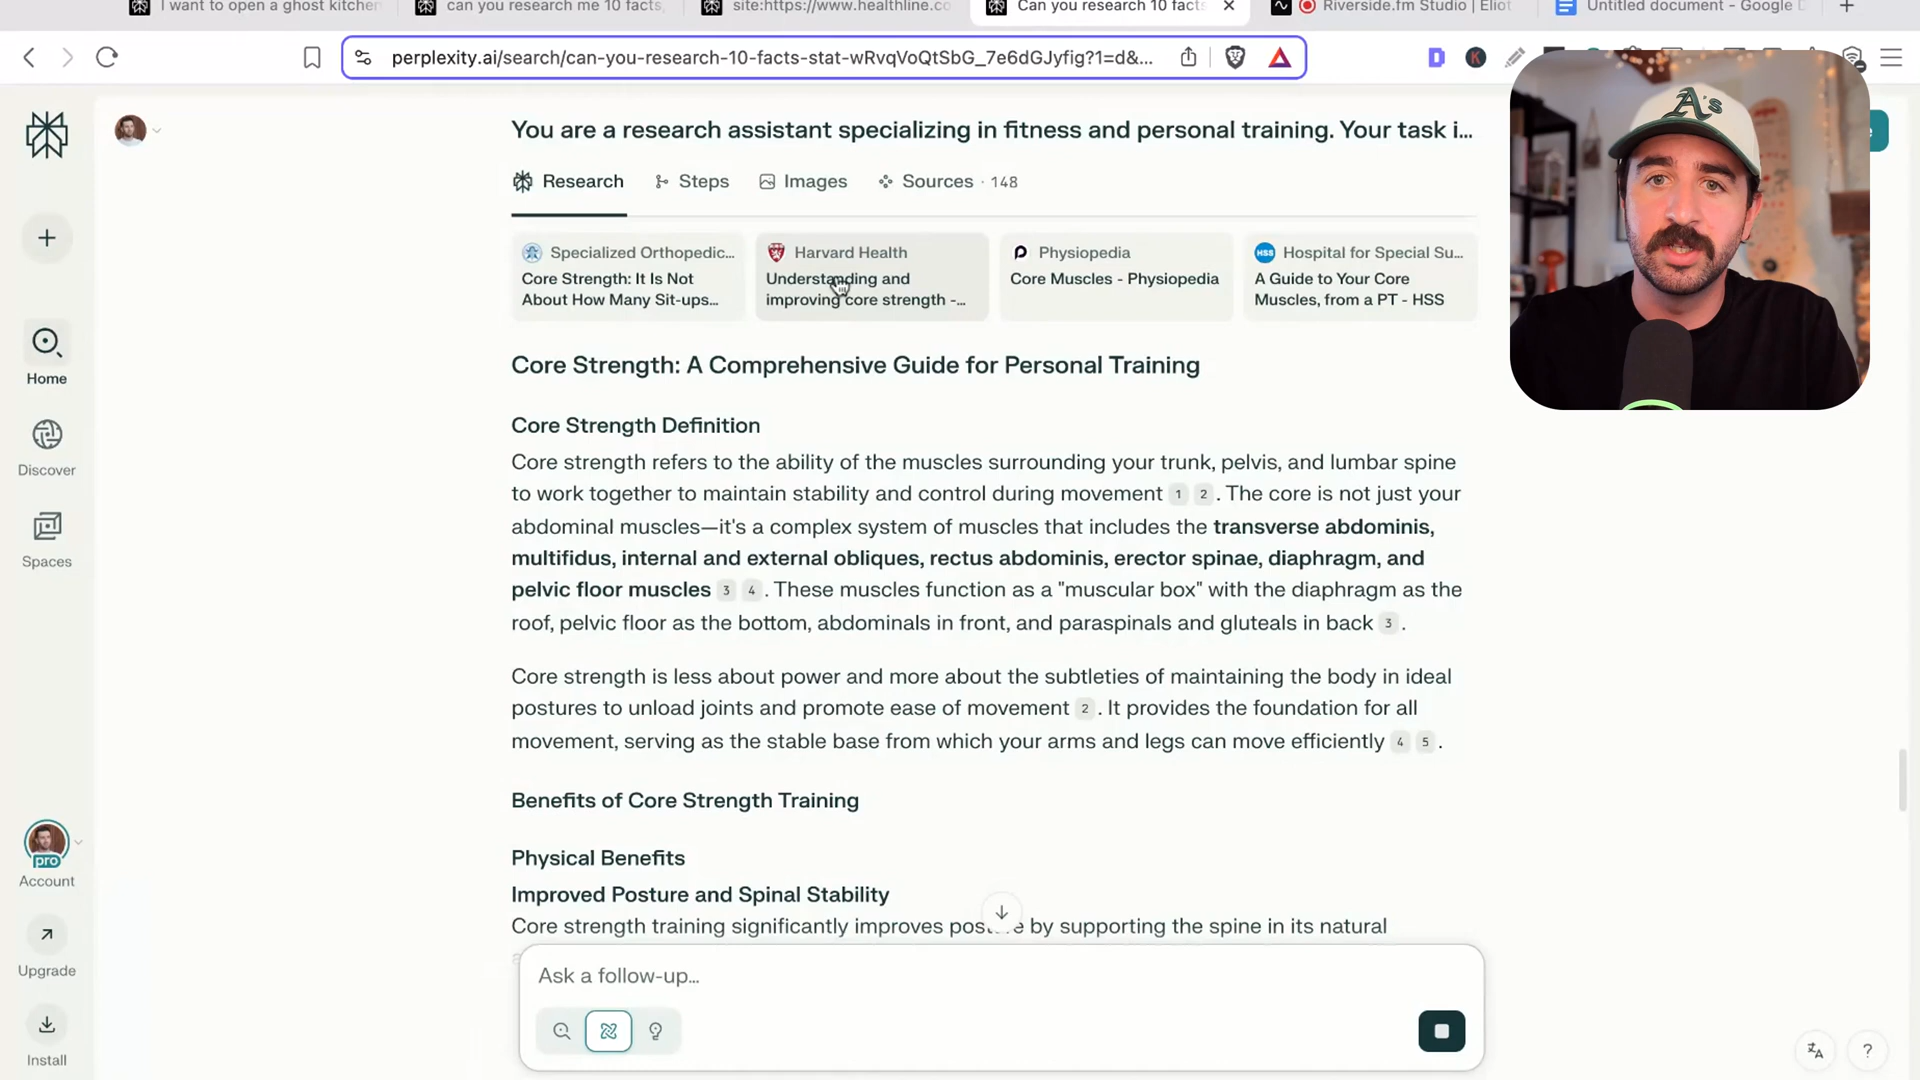 I want to open a ghost kitchen
can you research me 10 facts,
site:https://www.healthline.co
Can you research 10 facts
Riverside.fm Studio | Eliot
Untitled document - Google D
perplexity.ai/search/can-you-research-10-facts-stat-wRvqVoQtSbG_7e6dGJyfig?1=d&...
D
K
A's
You are a research assistant specializing in fitness and personal training. Your task i...
Research
Steps
Images
Sources · 148
Specialized Orthopedic...
Core Strength: It Is Not
About How Many Sit-ups...
Harvard Health
Understanding and
improving core strength -...
Physiopedia
Core Muscles - Physiopedia
HSS
Hospital for Special Su...
A Guide to Your Core
Muscles, from a PT - HSS
Home
Discover
Spaces
pro
Account
Upgrade
Install
Core Strength: A Comprehensive Guide for Personal Training
Core Strength Definition
Core strength refers to the ability of the muscles surrounding your trunk, pelvis, and lumbar spine
to work together to maintain stability and control during movement 1 2 . The core is not just your
abdominal muscles—it's a complex system of muscles that includes the transverse abdominis,
multifidus, internal and external obliques, rectus abdominis, erector spinae, diaphragm, and
pelvic floor muscles 3 4 . These muscles function as a "muscular box" with the diaphragm as the
roof, pelvic floor as the bottom, abdominals in front, and paraspinals and gluteals in back 3 .
Core strength is less about power and more about the subtleties of maintaining the body in ideal
postures to unload joints and promote ease of movement 2 . It provides the foundation for all
movement, serving as the stable base from which your arms and legs can move efficiently 4 5 .
Benefits of Core Strength Training
Physical Benefits
Improved Posture and Spinal Stability
Core strength training significantly improves posture by supporting the spine in its natural
Ask a follow-up...
?